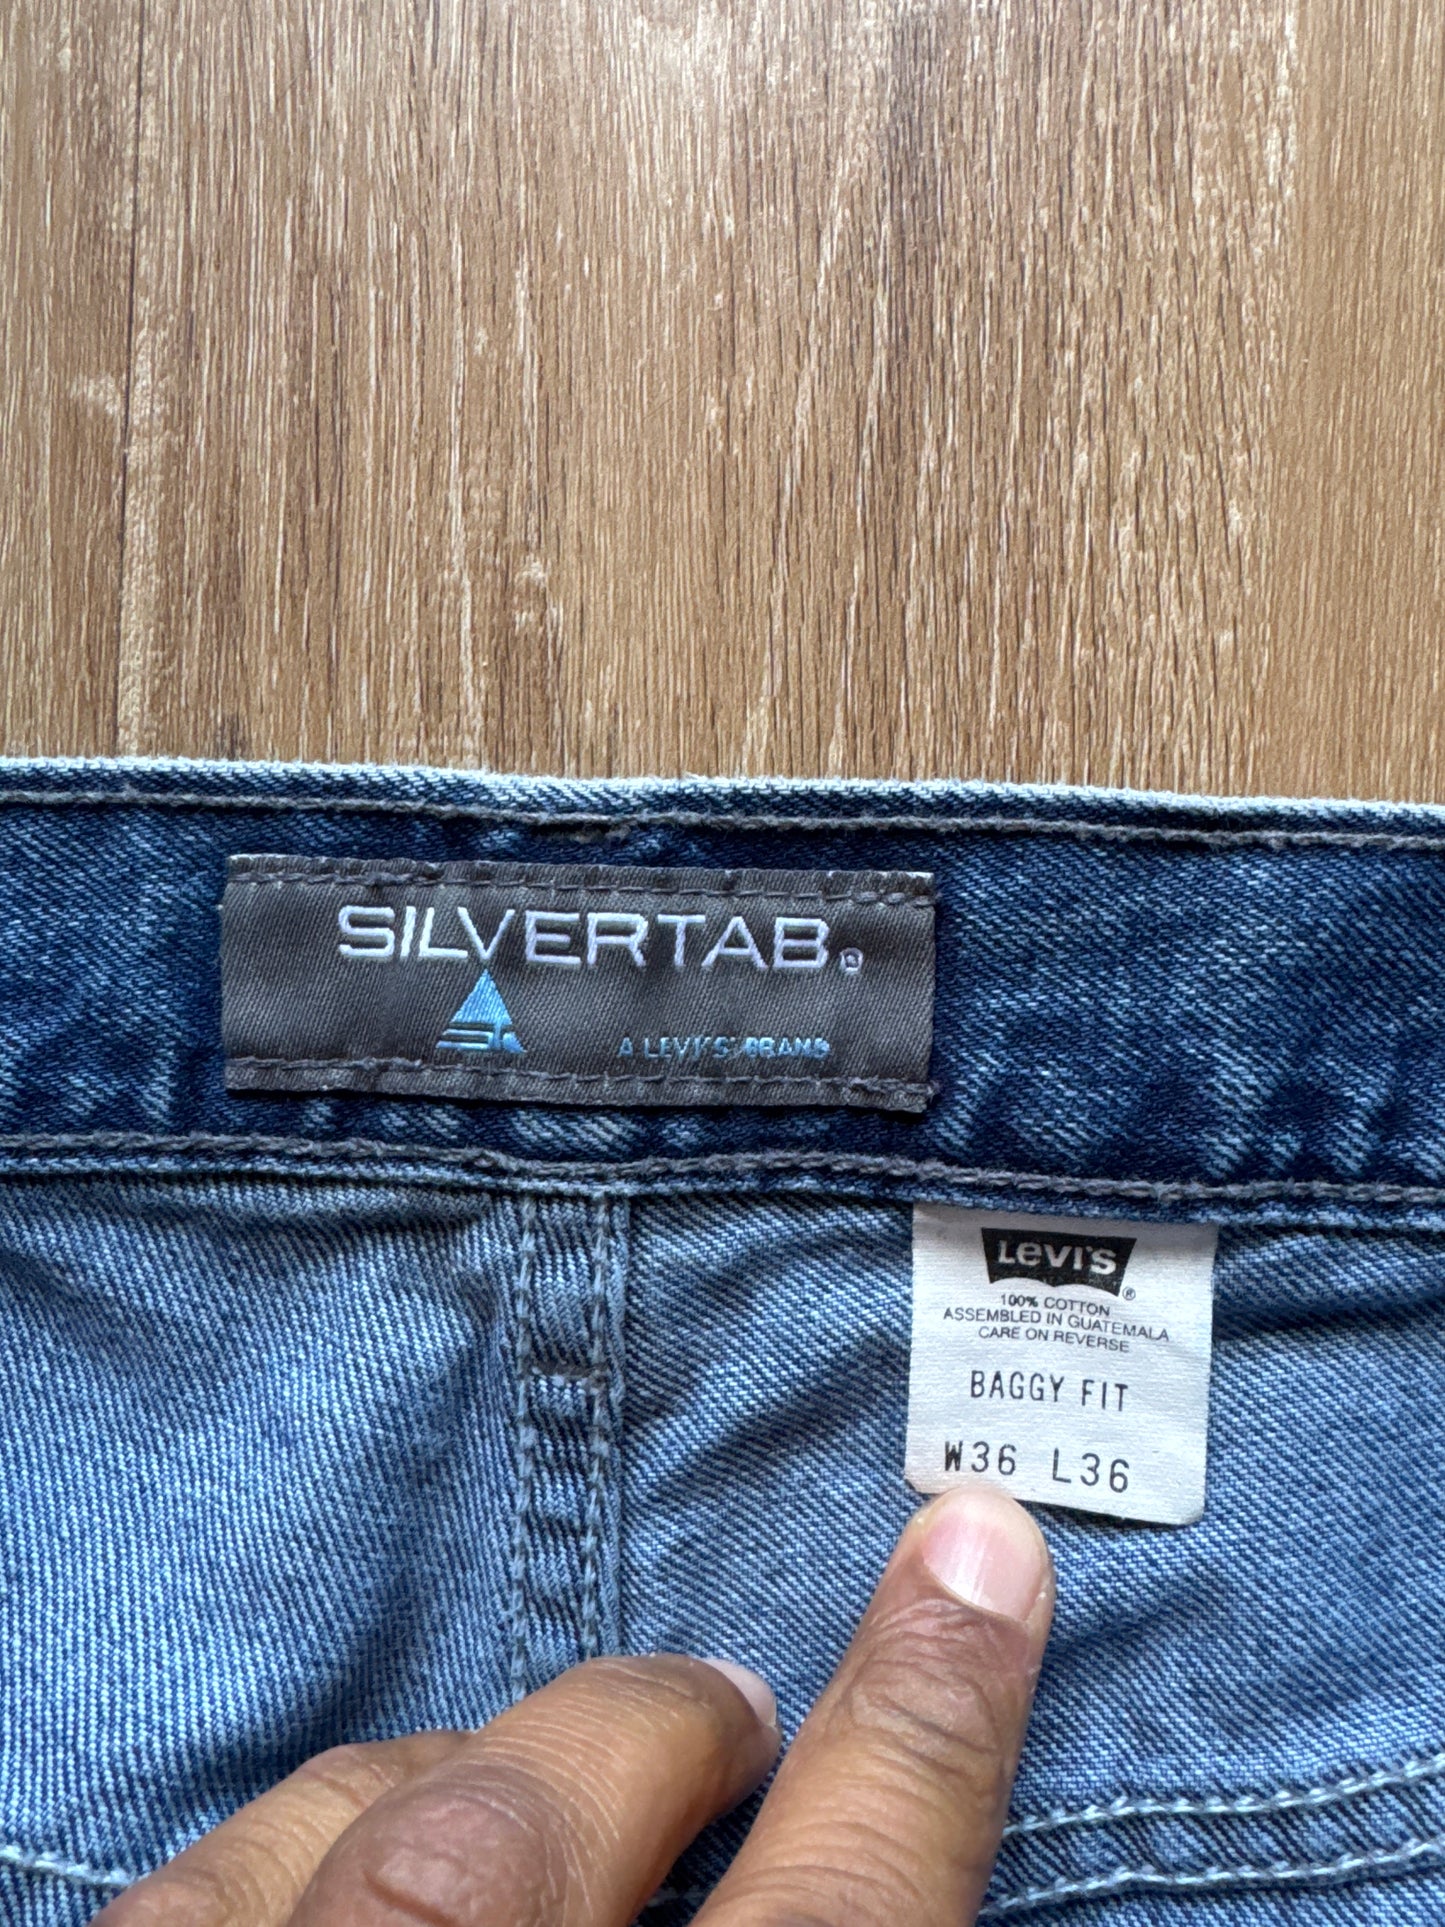 SILVERTAB®
A LEVI'S BRAND
LEVI'S®
100% COTTON
ASSEMBLED IN GUATEMALA
CARE ON REVERSE
BAGGY FIT
W36 L36